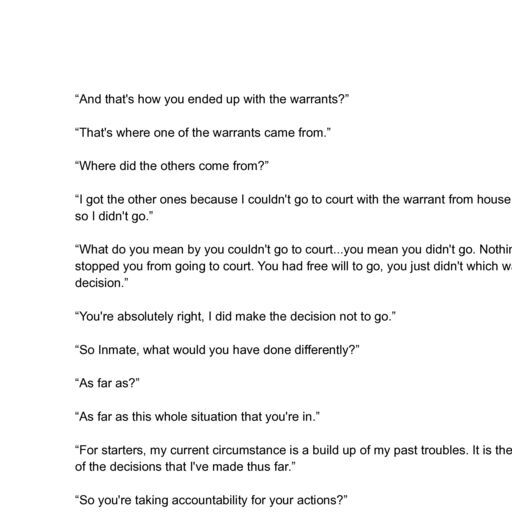 “And that's how you ended up with the warrants?”
“That's where one of the warrants came from.”
“Where did the others come from?”
“I got the other ones because I couldn't go to court with the warrant from house
so I didn't go.”
“What do you mean by you couldn't go to court...you mean you didn't go.
stopped you from going to court. You had free will to go, you just didn't which
decision.”
“You're absolutely right, I did make the decision not to go.”
“So Inmate, what would you have done differently?”
“As far as?”
“As far as this whole situation that you're in.”
“For starters, my current circumstance is a build up of my past troubles. It is the
of the decisions that I've made thus far.”
“So you're taking accountability for your actions?”